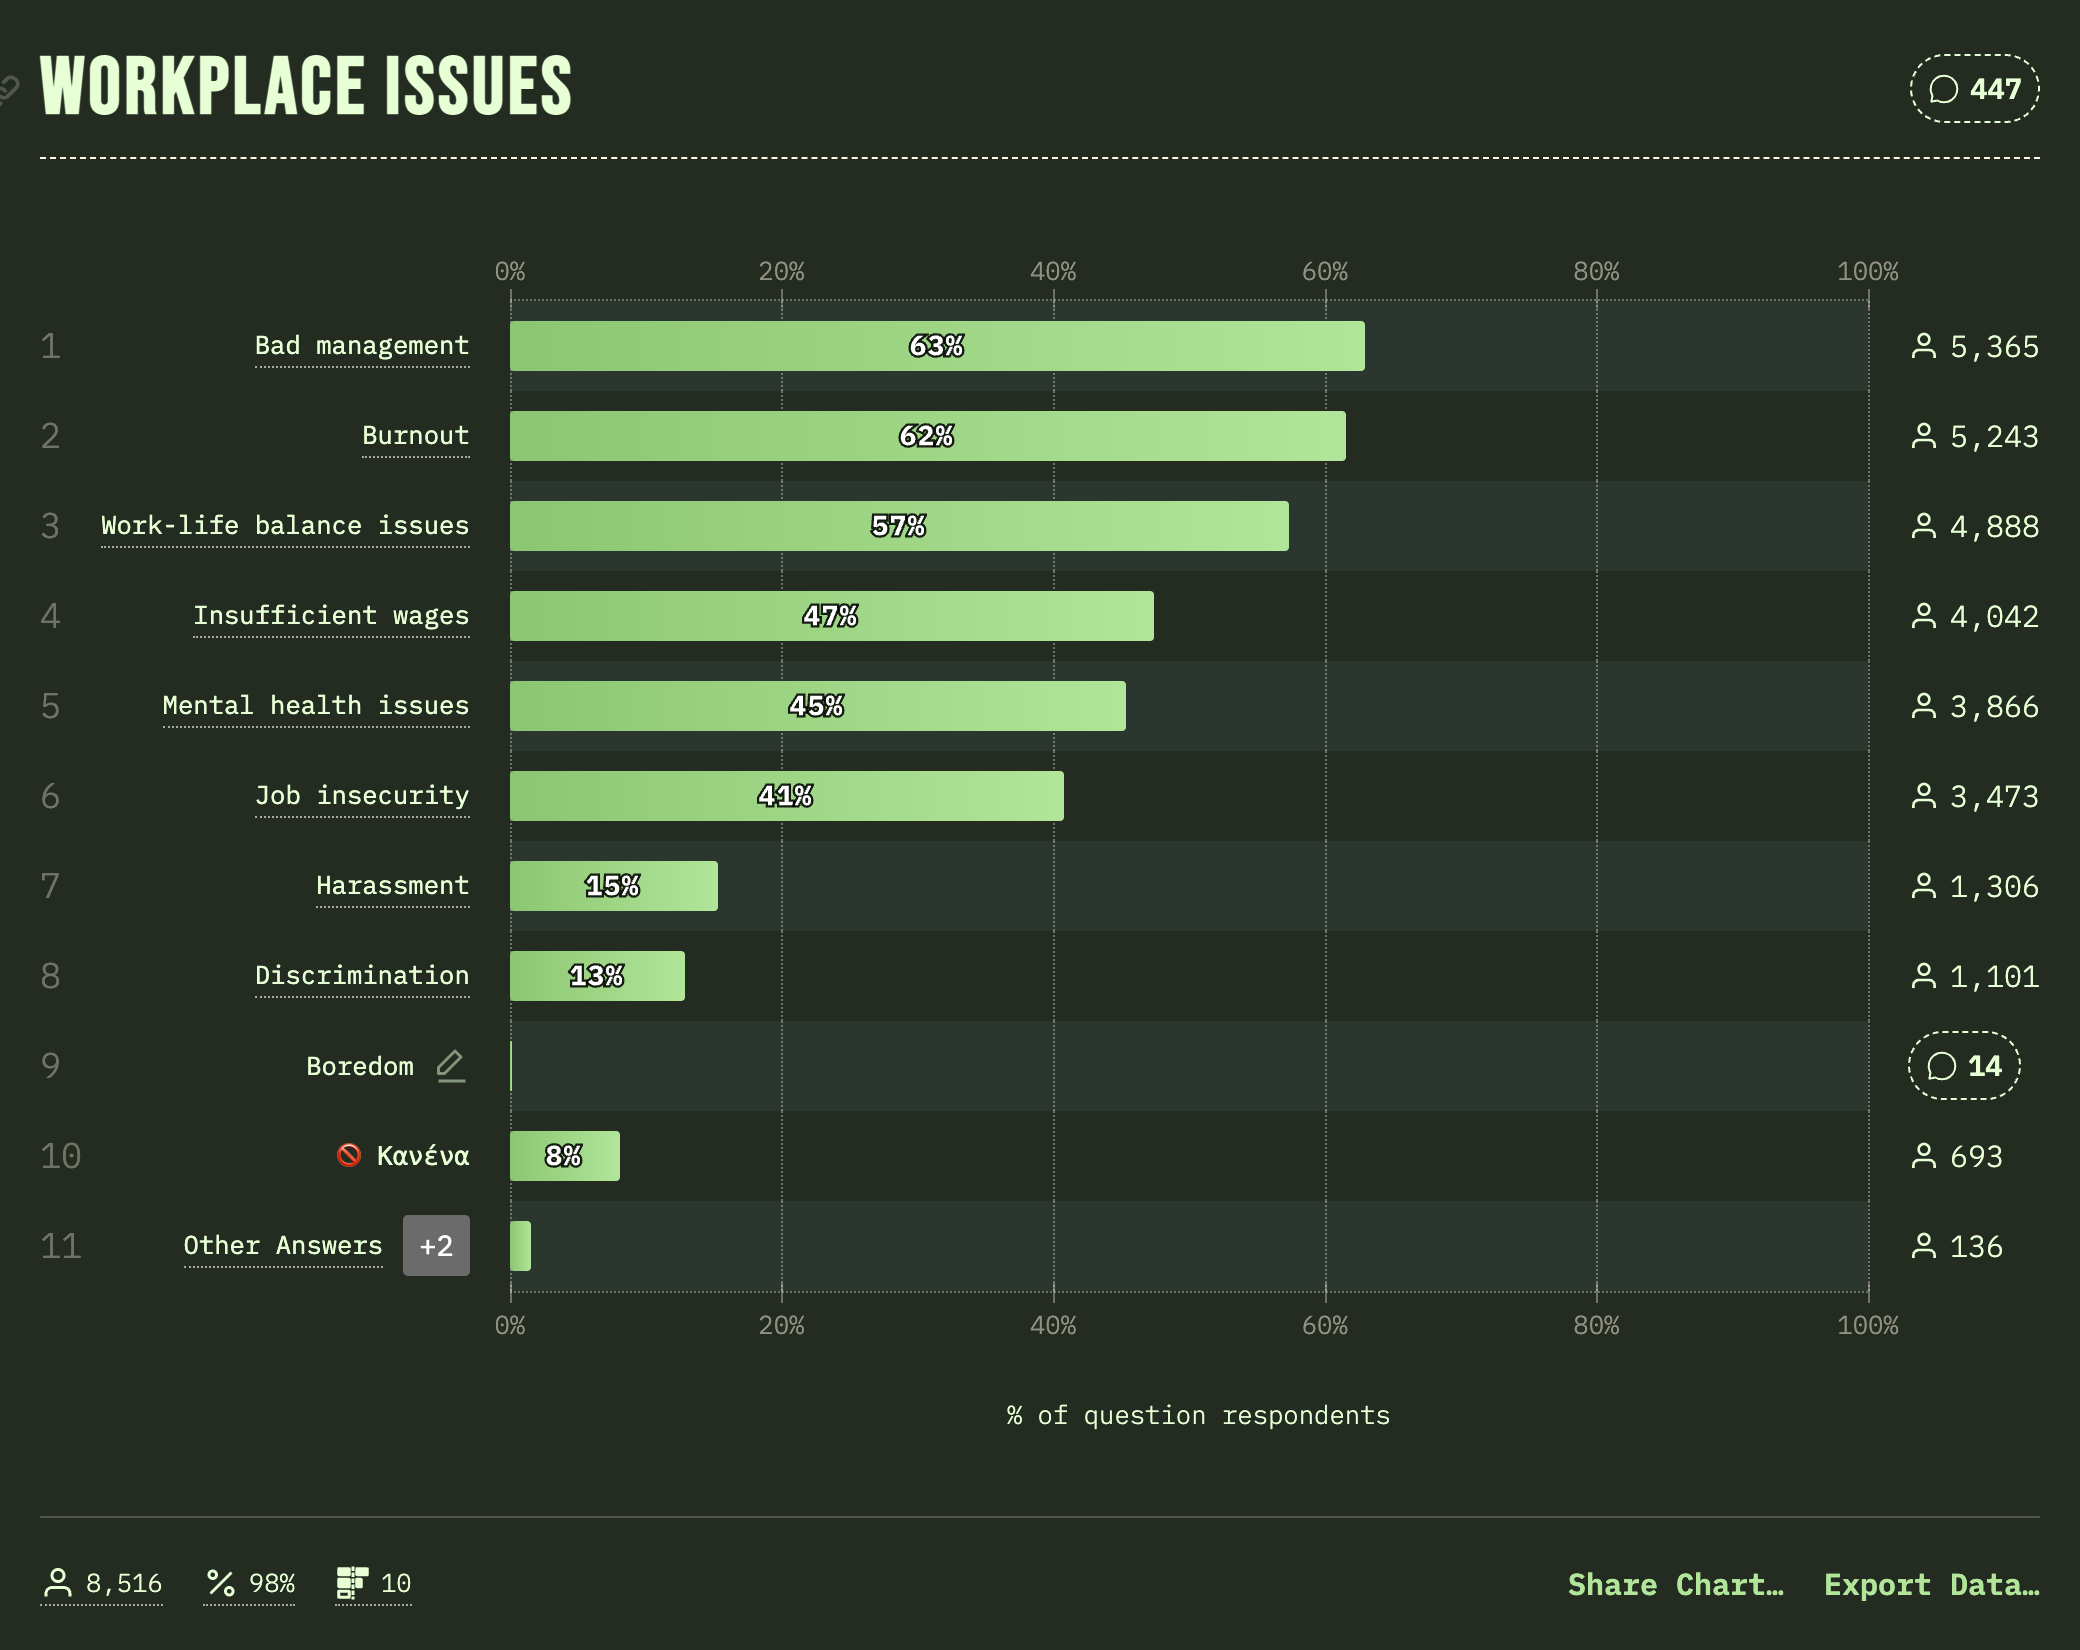 WORKPLACE ISSUES
447
0% 20% 40% 60% 80% 100%
1 Bad management 63% 5,365
2 Burnout 62% 5,243
3 Work-life balance issues 57% 4,888
4 Insufficient wages 47% 4,042
5 Mental health issues 45% 3,866
6 Job insecurity 41% 3,473
7 Harassment 15% 1,306
8 Discrimination 13% 1,101
9 Boredom 14
10 Κανένα 8% 693
11 Other Answers +2 136
0% 20% 40% 60% 80% 100%
% of question respondents
8,516 98% 10 Share Chart… Export Data…